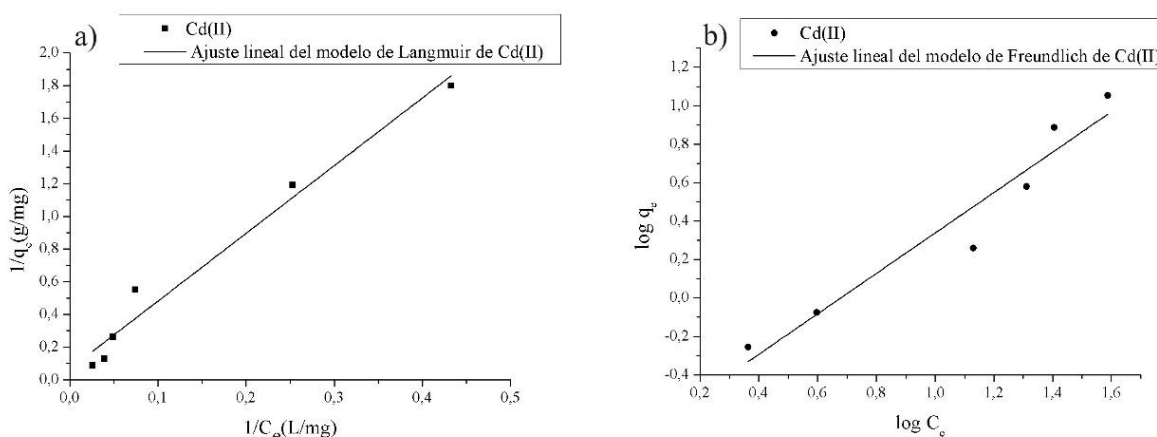 a)
Cd(II)
Ajuste lineal del modelo de Langmuir de Cd(II)
2,0
1,8
1,6
1,4
1,2
1,0
0,8
0,6
0,4
0,2
0,0
1/qe(g/mg)
0,0 0,1 0,2 0,3 0,4 0,5
1/Ce(L/mg)
b)
Cd(II)
Ajuste lineal del modelo de Freundlich de Cd(II)
1,2
1,0
0,8
0,6
0,4
0,2
0,0
-0,2
-0,4
log qe
0,2 0,4 0,6 0,8 1,0 1,2 1,4 1,6
log Ce